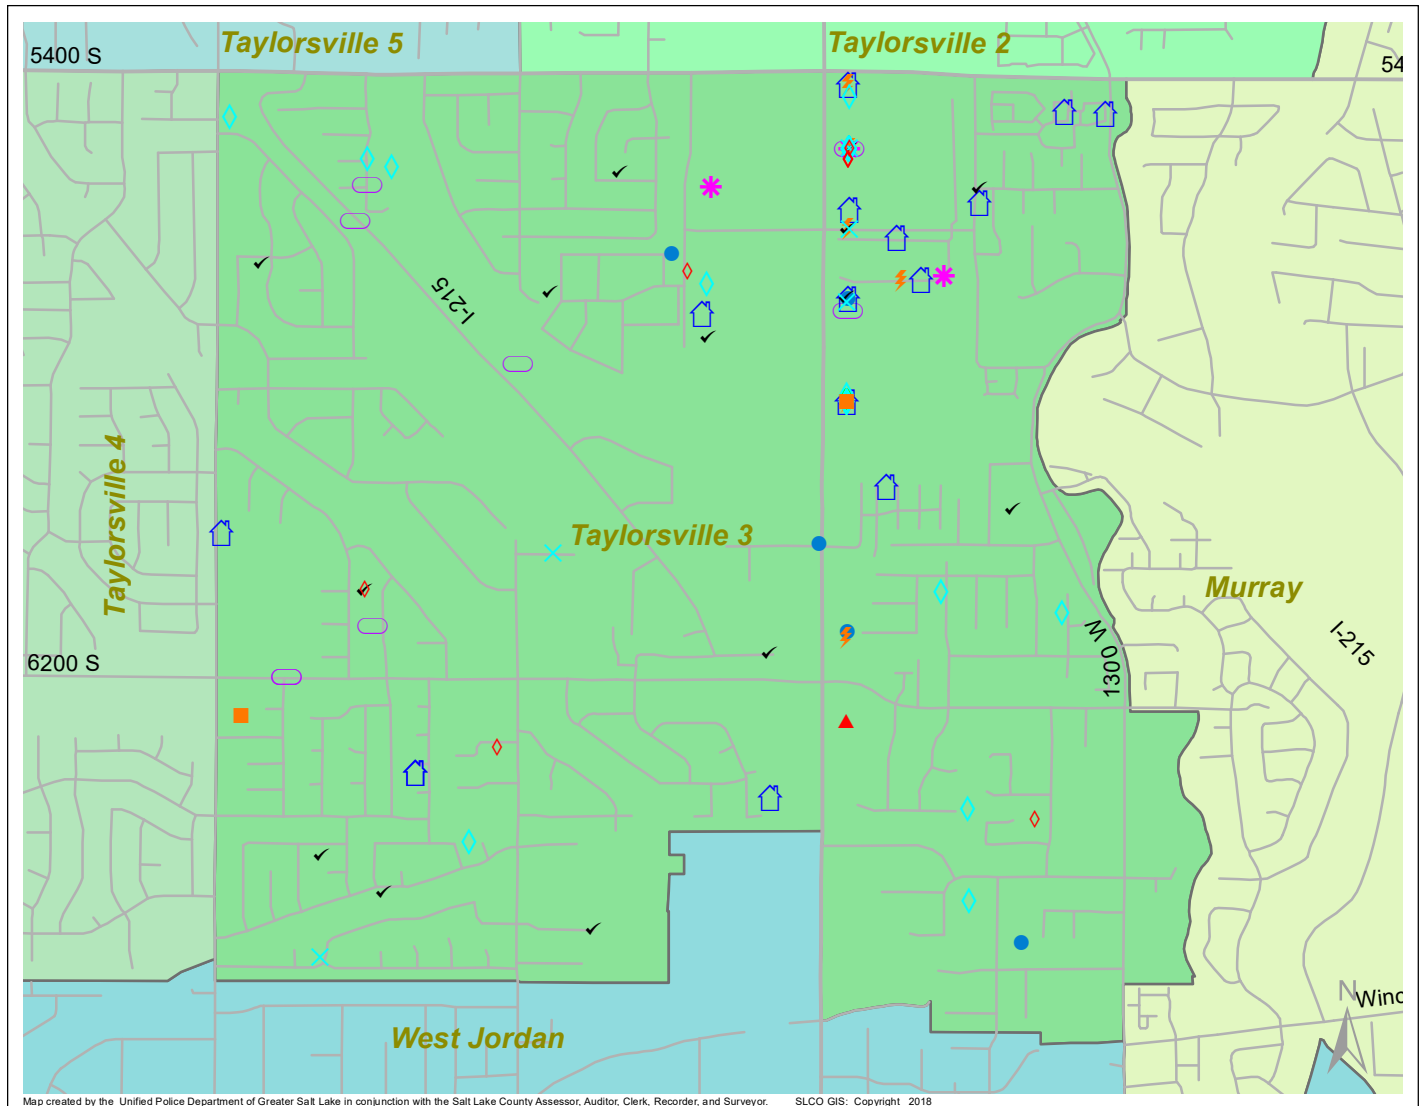 Taylorsville 5
Taylorsville 2
5400 S
54
I-215
Taylorsville 4
Taylorsville 3
Murray
I-215
1300 W
6200 S
N
West Jordan
Map created by the Unified Police Department of Greater Salt Lake in conjunction with the Salt Lake County Assessor, Auditor, Clerk, Recorder, and Surveyor. SLCO GIS: Copyright 2018